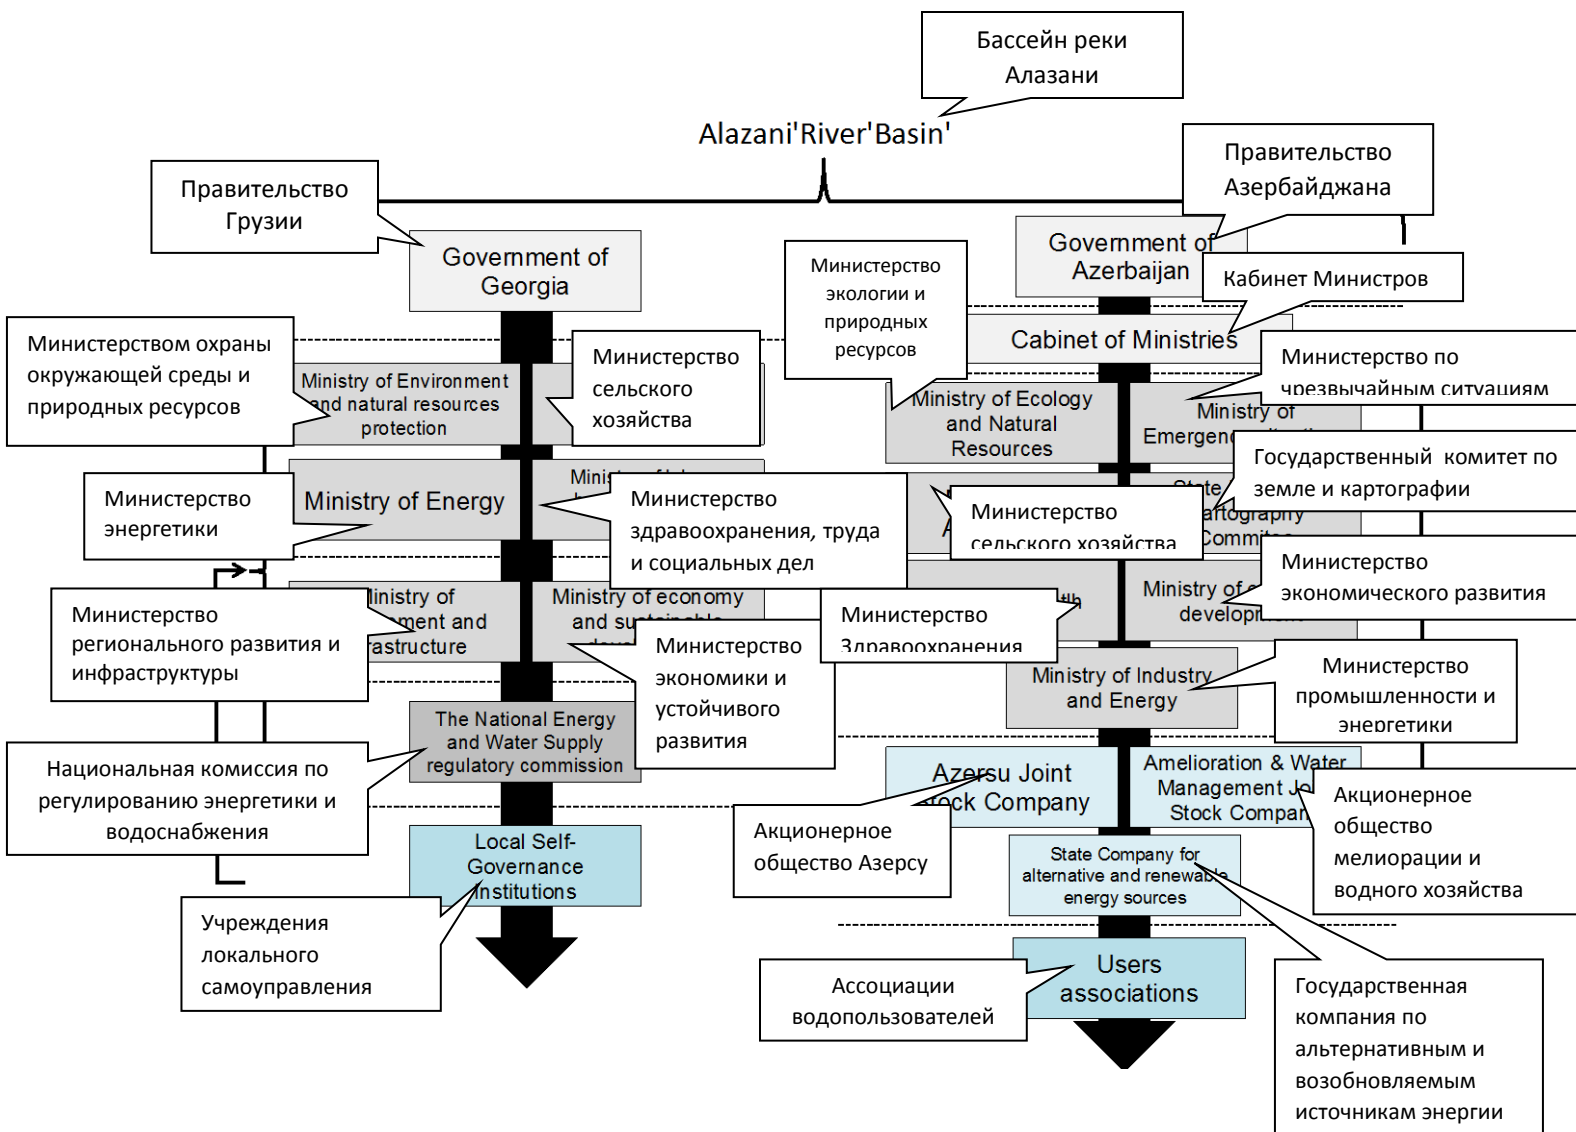 Бассейн реки
Алазани
Alazani'River'Basin'
Правительство
Грузии
Правительство
Азербайджана
Government of
Georgia
Government of
Azerbaijan
Министерство
экологии и
природных
ресурсов
Кабинет Министров
Cabinet of Ministries
Министерством охраны
окружающей среды и
природных ресурсов
Ministry of Environment
and natural resources
protection
Министерство
сельского
хозяйства
Министерство по
чрезвычайным ситуациям
Ministry of Ecology
and Natural
Resources
Ministry of
Государственный комитет по
земле и картографии
Министерство
энергетики
Ministry of Energy
Министерство
здравоохранения, труда
и социальных дел
Министерство
сельского хозяйства
State
Министерство
экономического развития
Министерство
регионального развития и
инфраструктуры
Ministry of economy
and
Министерство
экономики и
устойчивого
развития
Министерство
Здравоохранения
Ministry of
Ministry of Industry
and Energy
Министерство
промышленности и
энергетики
Национальная комиссия по
регулированию энергетики и
водоснабжения
The National Energy
and Water Supply
regulatory commission
Azersu Joint
Stock Company
Amelioration & Water
Management
Stock
Акционерное
общество Азерсу
Акционерное
общество
мелиорации и
водного хозяйства
Local Self-
Governance
Institutions
State Company for
alternative and renewable
energy sources
Учреждения
локального
самоуправления
Users
associations
Ассоциации
водопользователей
Государственная
компания по
альтернативным и
возобновляемым
источникам энергии